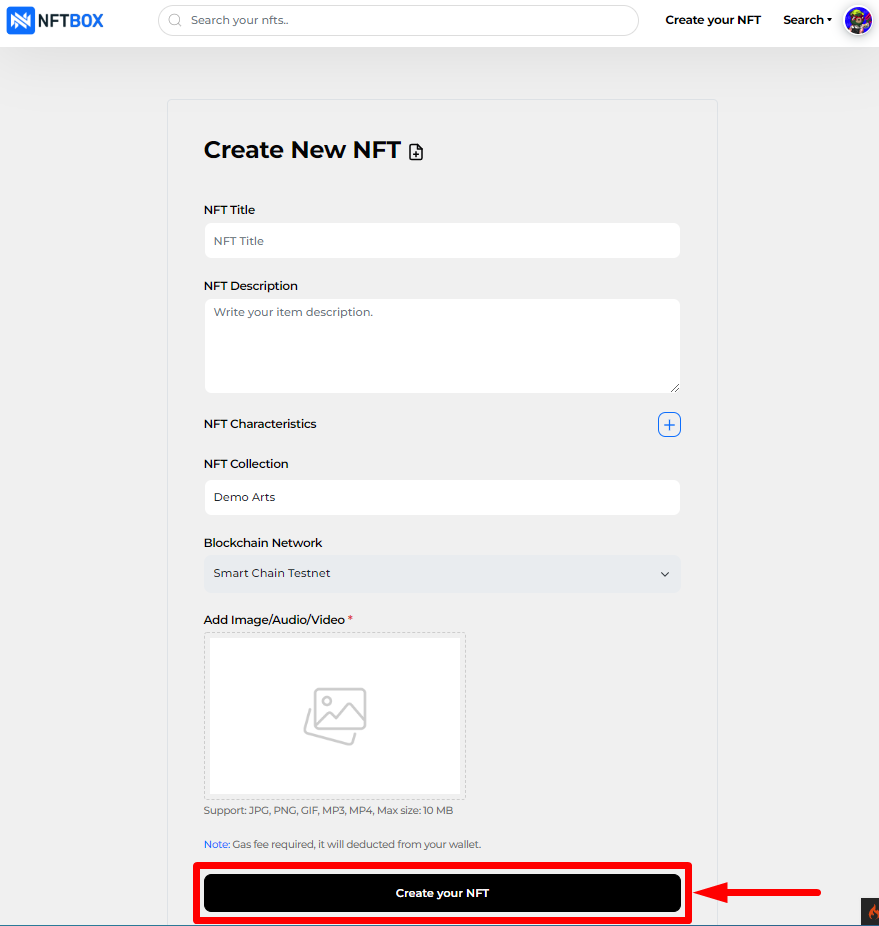 NFTBOX
Search your nfts..
Create your NFT
Search
Create New NFT
NFT Title
NFT Title
NFT Description
Write your item description.
NFT Characteristics
NFT Collection
Demo Arts
Blockchain Network
Smart Chain Testnet
Add Image/Audio/Video *
Support: JPG, PNG, GIF, MP3, MP4, Max size: 10 MB
Note: Gas fee required, it will deducted from your wallet.
Create your NFT